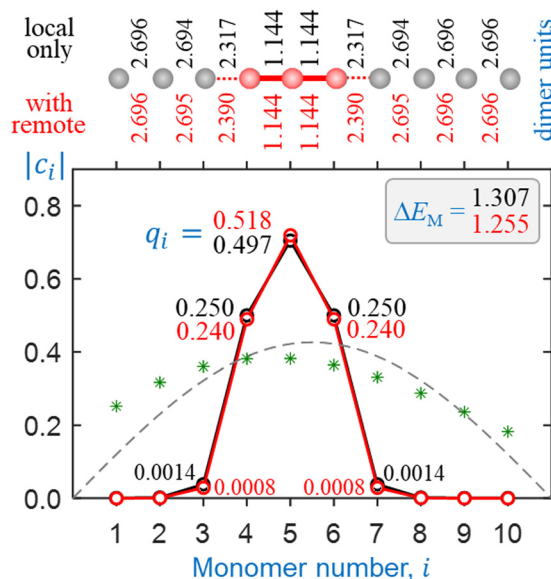 local only
2.696 2.694 2.317 1.144 1.144 2.317 2.694 2.696 2.696
with remote
2.696 2.695 2.390 1.144 1.144 2.390 2.695 2.696 2.696
dimer units
|c_i|
ΔE_M = 1.307
1.255
q_i = 0.518
0.497
0.250 0.250
0.240 0.240
0.0014 0.0014
0.0008 0.0008
0.8
0.6
0.4
0.2
0.0
1 2 3 4 5 6 7 8 9 10
Monomer number, i